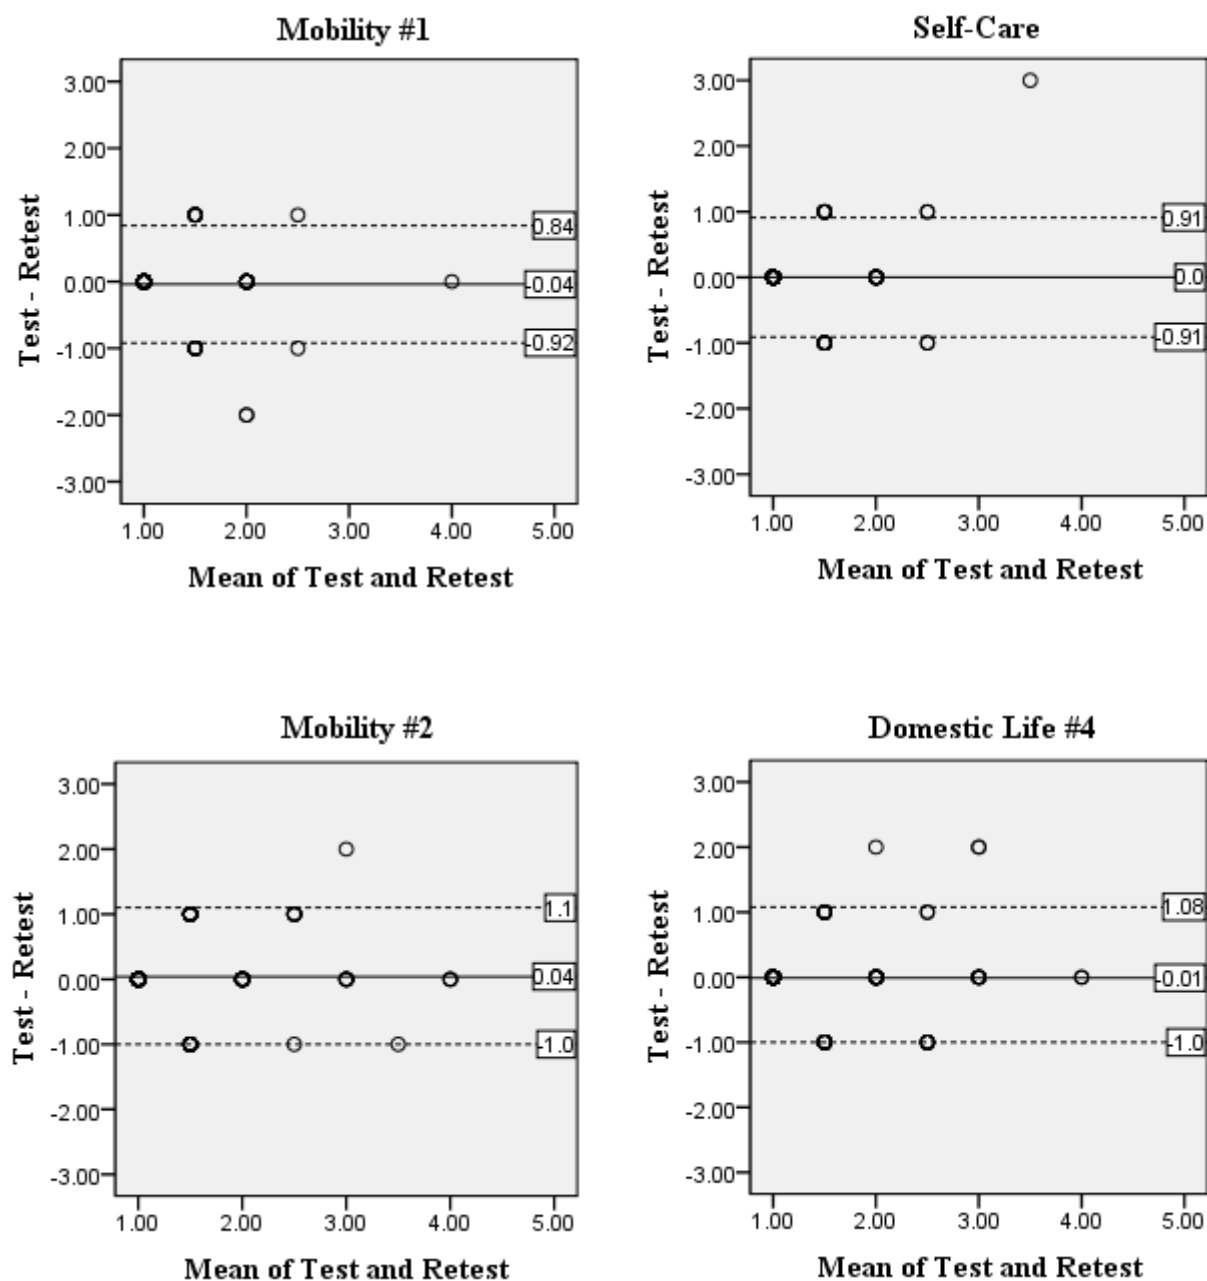 Mobility #1
3.00
2.00
1.00
0.00
-1.00
-2.00
-3.00
Test - Retest
0.84
-0.04
-0.92
1.00 2.00 3.00 4.00 5.00
Mean of Test and Retest
Self-Care
3.00
2.00
1.00
0.00
-1.00
-2.00
-3.00
Test - Retest
0.91
0.0
-0.91
1.00 2.00 3.00 4.00 5.00
Mean of Test and Retest
Mobility #2
3.00
2.00
1.00
0.00
-1.00
-2.00
-3.00
Test - Retest
1.1
0.04
-1.0
1.00 2.00 3.00 4.00 5.00
Mean of Test and Retest
Domestic Life #4
3.00
2.00
1.00
0.00
-1.00
-2.00
-3.00
Test - Retest
1.08
-0.01
-1.0
1.00 2.00 3.00 4.00 5.00
Mean of Test and Retest